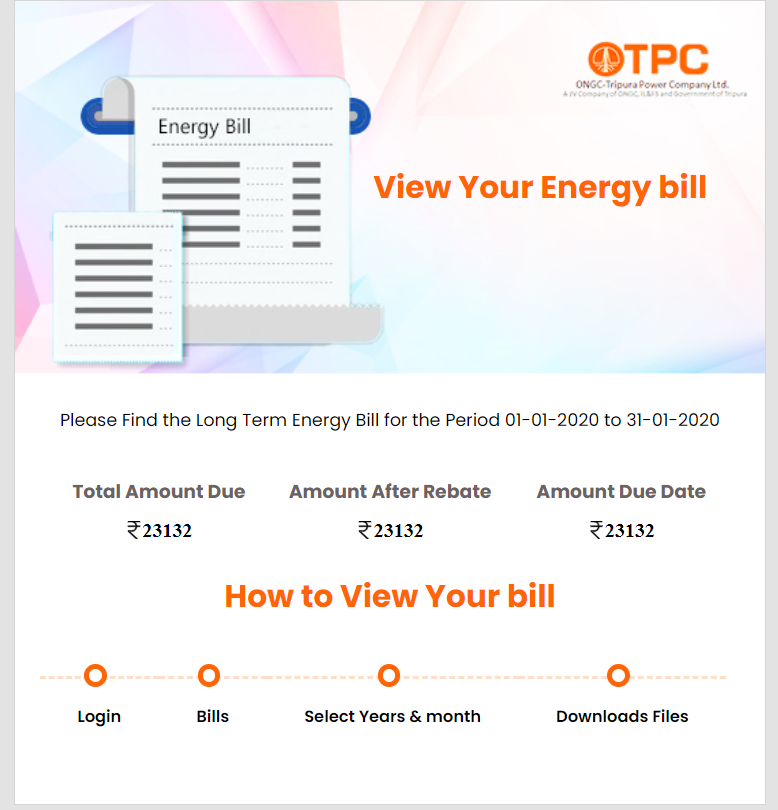 OTPC
ONGC-Tripura Power Company Ltd.
A JV Company of ONGC, IL&FS and Government of Tripura
Energy Bill
View Your Energy bill
Please Find the Long Term Energy Bill for the Period 01-01-2020 to 31-01-2020
Total Amount Due Amount After Rebate Amount Due Date
₹23132 ₹23132 ₹23132
How to View Your bill
Login Bills Select Years & month Downloads Files